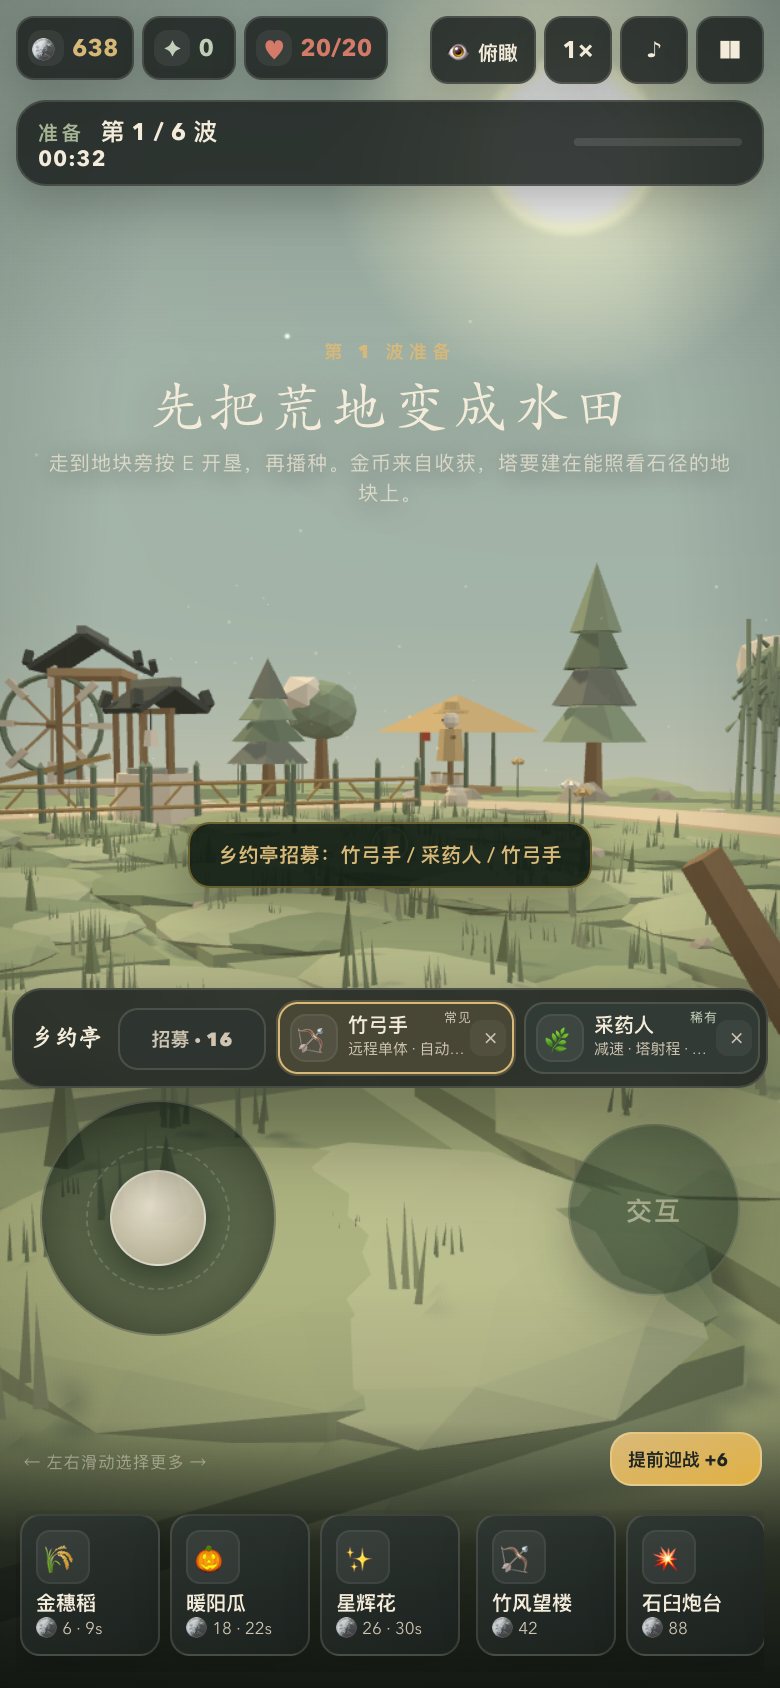 638
0
20/20
俯瞰
1×
准备 第 1 / 6 波
00:32
第 1 波准备
先把荒地变成水田
走到地块旁按 E 开垦，再播种。金币来自收获，塔要建在能照看石径的地
块上。
乡约亭招募：竹弓手 / 采药人 / 竹弓手
乡约亭
招募 • 16
竹弓手
常见
远程单体 · 自动…
×
采药人
稀有
减速 · 塔射程 · …
×
交互
← 左右滑动选择更多 →
提前迎战 +6
金穗稻
6 · 9s
暖阳瓜
18 · 22s
星辉花
26 · 30s
竹风望楼
42
石臼炮台
88